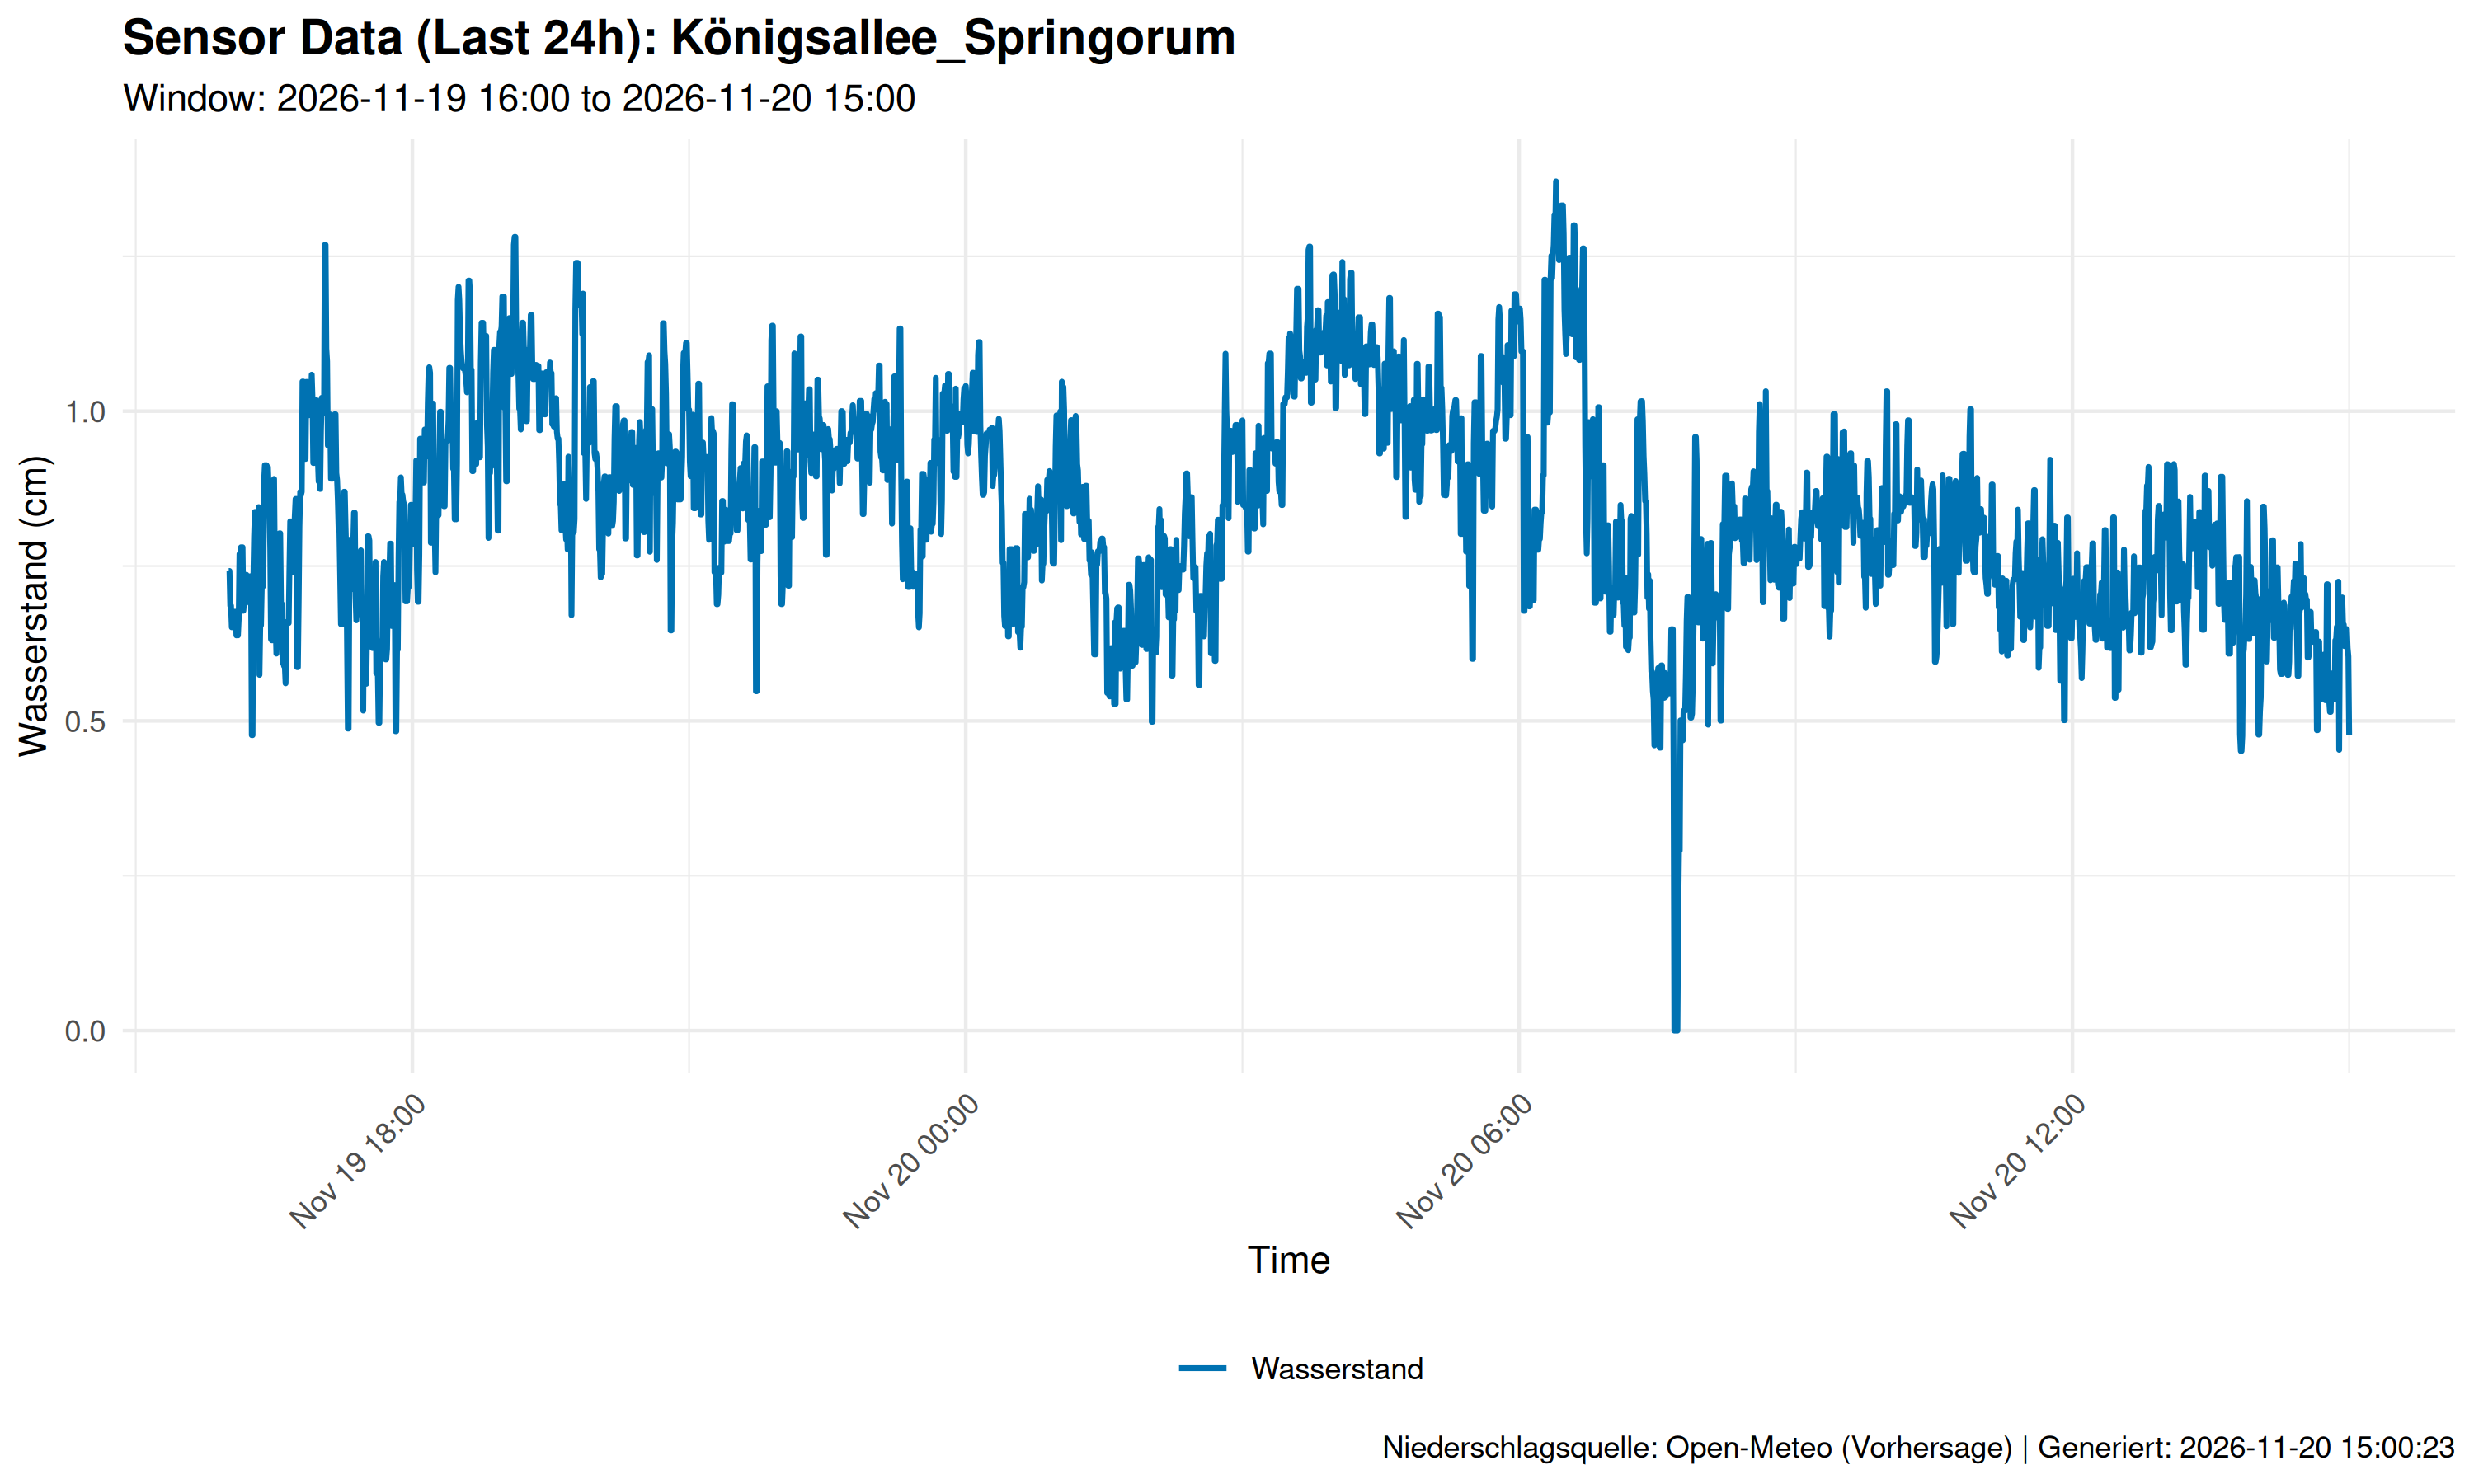 Sensor Data (Last 24h): Königsallee_Springorum
Window: 2026-11-19 16:00 to 2026-11-20 15:00
Wasserstand (cm)
1.0
0.5
0.0
Nov 19 18:00
Nov 20 00:00
Nov 20 06:00
Nov 20 12:00
Time
Wasserstand
Niederschlagsquelle: Open-Meteo (Vorhersage) | Generiert: 2026-11-20 15:00:23